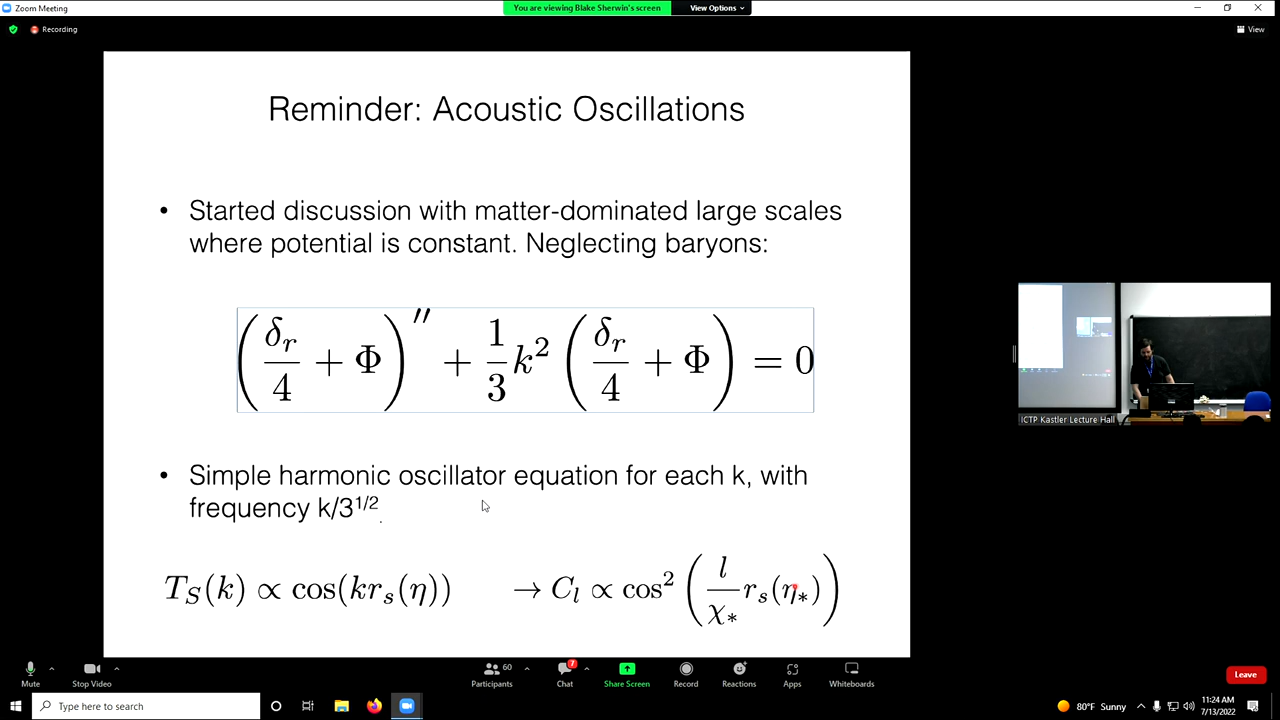 Zoom Meeting
You are viewing Blake Sherwin's screen
View Options
Recording
View
Reminder: Acoustic Oscillations
• Started discussion with matter-dominated large scales
where potential is constant. Neglecting baryons:
(δ_r/4 + Φ)″ + 1/3 k² (δ_r/4 + Φ) = 0
• Simple harmonic oscillator equation for each k, with
frequency k/3^{1/2}.
T_S(k) ∝ cos(kr_s(η)) → C_l ∝ cos² (l/χ_* r_s(η_*))
ICTP Kastler Lecture Hall
Mute
Stop Video
60
Participants
7
Chat
Share Screen
Record
Reactions
Apps
Whiteboards
Leave
Type here to search
80°F Sunny
11:24 AM
7/13/2022